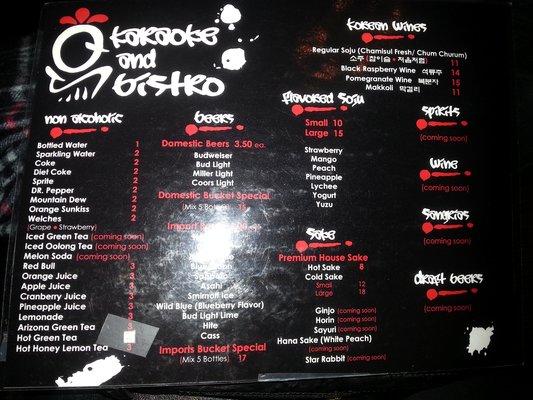 Karaoke
and
Bistro
Non Alcoholic
Bottled Water 1
Sparkling Water 2
Coke 2
Diet Coke 2
Sprite 2
DR. Pepper 2
Mountain Dew 2
Orange Sunkiss 2
Welches 2
(Grape • Strawberry)
Iced Green Tea (coming soon)
Iced Oolong Tea (coming soon)
Melon Soda (coming soon)
Red Bull 3
Orange Juice 3
Apple Juice 3
Cranberry Juice 3
Pineapple Juice 3
Lemonade 3
Arizona Green Tea 3
Hot Green Tea
Hot Honey Lemon Tea 3
Beers
Domestic Beers 3.50 ea.
Budweiser
Bud Light
Miller Light
Coors Light
Domestic Bucket Special
(Mix 5 Bottles)
Import
Asahi
Smirnoff Ice
Wild Blue (Blueberry Flavor)
Bud Light Lime
Hite
Cass
Imports Bucket Special
(Mix 5 Bottles) 17
Korean Wines
Regular Soju (Chamisul Fresh/ Chum Churum)
소주 (참이슬 • 처음처럼) 11
Black Raspberry Wine 석류주 14
Pomegranate Wine 복분자 15
Makkoli 막걸리 11
Flavored Soju
Small 10
Large 15
Strawberry
Mango
Peach
Pineapple
Lychee
Yogurt
Yuzu
Sake
Premium House Sake
Hot Sake 8
Cold Sake
Small 12
Large 18
Ginjo (coming soon)
Horin (coming soon)
Sayuri (coming soon)
Hana Sake (White Peach)
(coming soon)
Star Rabbit (coming soon)
Spirits
(coming soon)
Wine
(coming soon)
Sangrias
(coming soon)
Draft Beers
(coming soon)